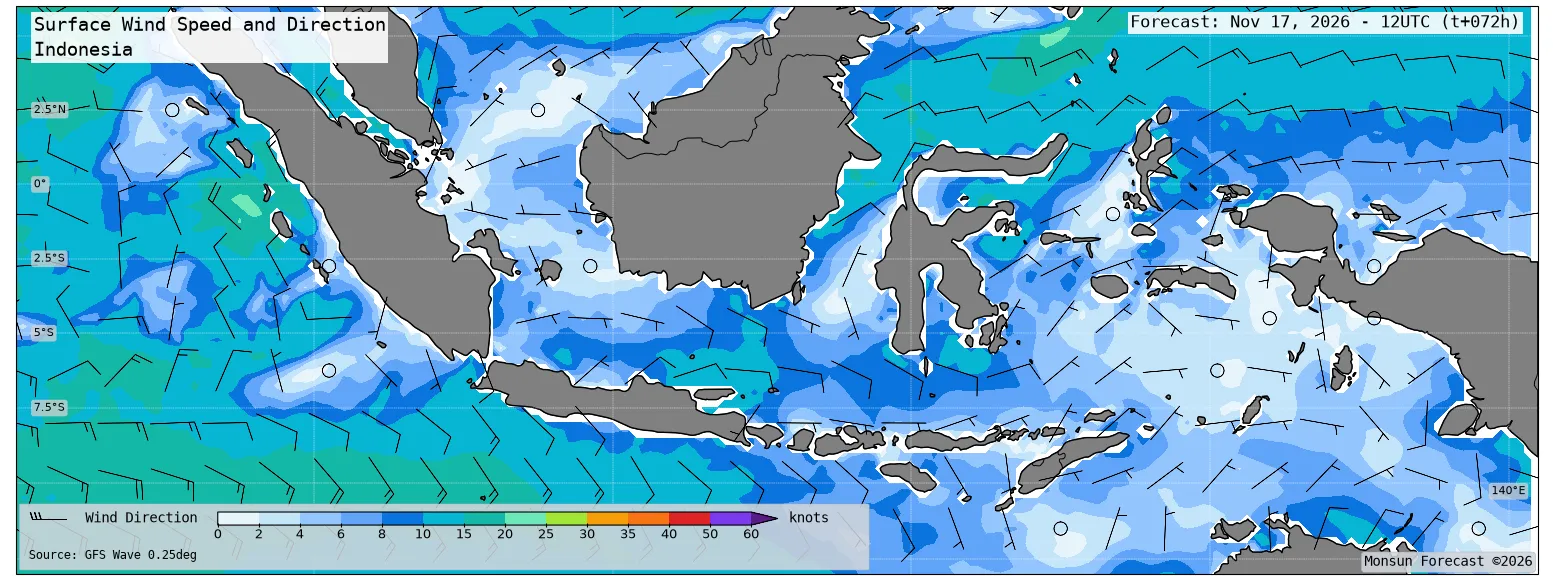 Surface Wind Speed and Direction
Indonesia
Forecast: Nov 17, 2026 - 12UTC (t+072h)
2.5°N
0°
2.5°S
5°S
7.5°S
140°E
Wind Direction
0 2 4 6 8 10 15 20 25 30 35 40 50 60
knots
Source: GFS Wave 0.25deg
Monsun Forecast ©2026